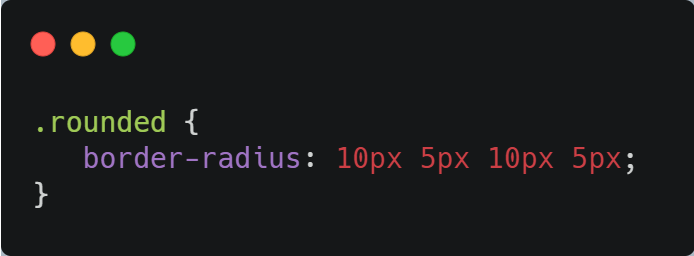 .rounded {
   border-radius: 10px 5px 10px 5px;
}